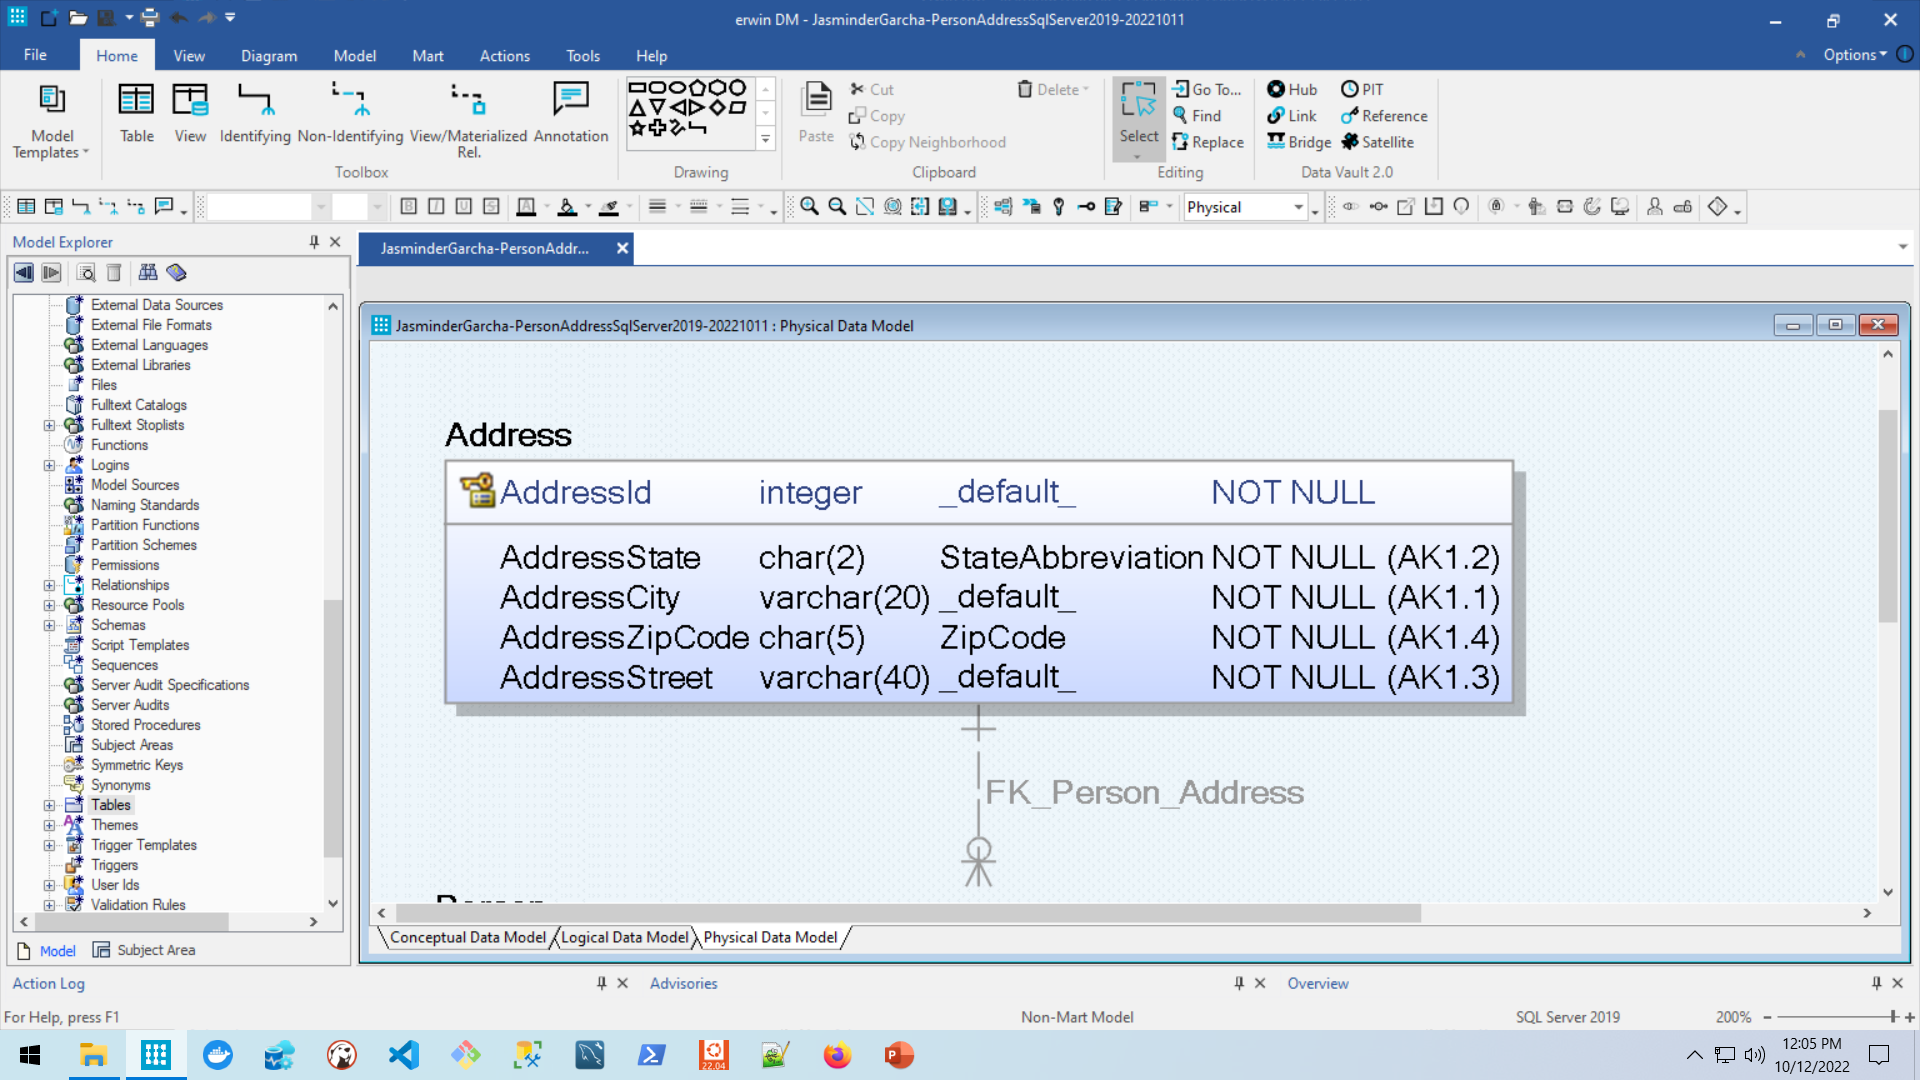 erwin DM - JasminderGarcha-PersonAddressSqlServer2019-20221011
File Home View Diagram Model Mart Actions Tools Help Options
Model Templates
Table View Identifying Non-Identifying View/Materialized Rel. Annotation
Toolbox
Drawing
Paste
Cut
Copy
Copy Neighborhood
Delete
Clipboard
Select
Go To...
Find
Replace
Editing
Hub PIT
Link Reference
Bridge Satellite
Data Vault 2.0
B I U S A Physical
Model Explorer
JasminderGarcha-PersonAddr...
External Data Sources
External File Formats
External Languages
External Libraries
Files
Fulltext Catalogs
Fulltext Stoplists
Functions
Logins
Model Sources
Naming Standards
Partition Functions
Partition Schemes
Permissions
Relationships
Resource Pools
Schemas
Script Templates
Sequences
Server Audit Specifications
Server Audits
Stored Procedures
Subject Areas
Symmetric Keys
Synonyms
Tables
Themes
Trigger Templates
Triggers
User Ids
Validation Rules
Model Subject Area
JasminderGarcha-PersonAddressSqlServer2019-20221011 : Physical Data Model
Address
AddressId integer _default_ NOT NULL
AddressState char(2) StateAbbreviation NOT NULL (AK1.2)
AddressCity varchar(20) _default_ NOT NULL (AK1.1)
AddressZipCode char(5) ZipCode NOT NULL (AK1.4)
AddressStreet varchar(40) _default_ NOT NULL (AK1.3)
FK_Person_Address
Conceptual Data Model Logical Data Model Physical Data Model
Action Log Advisories Overview
For Help, press F1 Non-Mart Model SQL Server 2019 200%
22.04
12:05 PM
10/12/2022